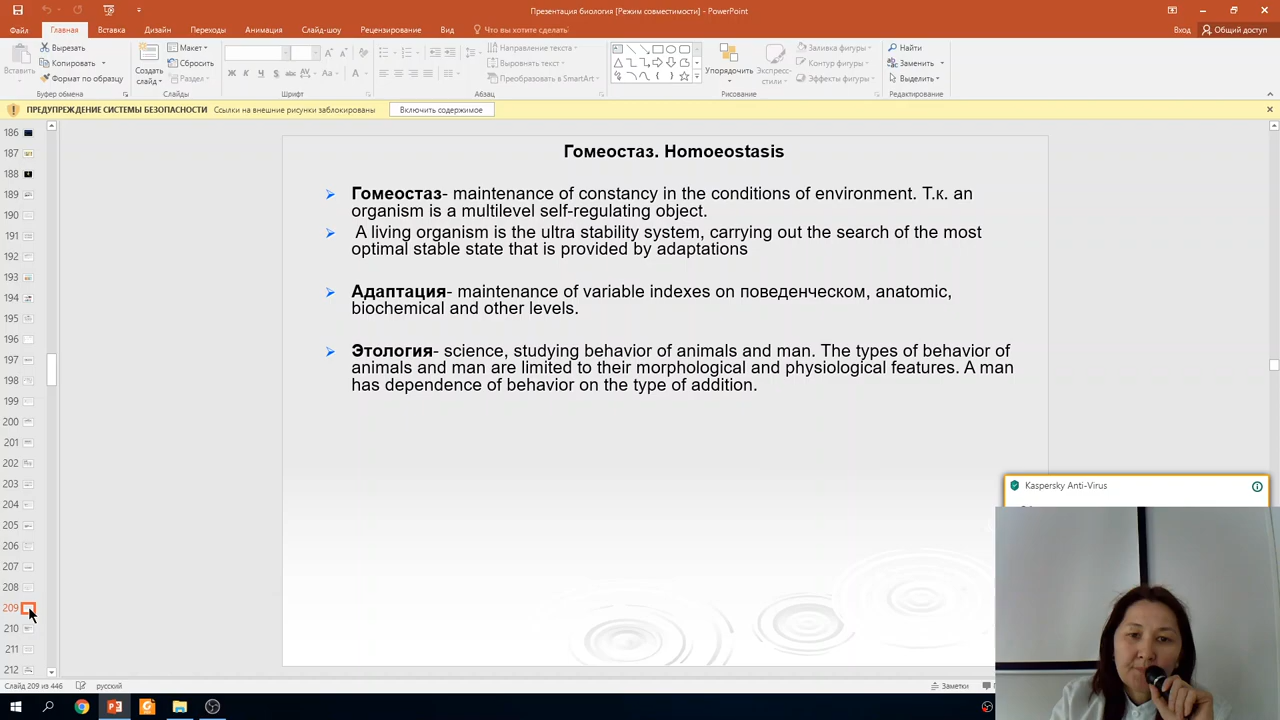 Презентация биология [Режим совместимости] - PowerPoint
Файл Главная Вставка Дизайн Переходы Анимация Слайд-шоу Рецензирование Вид Что вы хотите сделать? Вход Общий доступ
Вставить Вырезать Копировать Формат по образцу Буфер обмена
Создать слайд Макет Сбросить Раздел Слайды
Ж К Ч S abc AV Aa А Шрифт
Направление текста Выровнять текст Преобразовать в SmartArt Абзац
Упорядочить Экспресс-стили Заливка фигуры Контур фигуры Эффекты фигуры Рисование
Найти Заменить Выделить Редактирование
ПРЕДУПРЕЖДЕНИЕ СИСТЕМЫ БЕЗОПАСНОСТИ Ссылки на внешние рисунки заблокированы Включить содержимое
186
187
188
189
190
191
192
193
194
195
196
197
198
199
200
201
202
203
204
205
206
207
208
209
210
211
212
Гомеостаз. Homoeostasis
Гомеостаз- maintenance of constancy in the conditions of environment. Т.к. an
organism is a multilevel self-regulating object.
A living organism is the ultra stability system, carrying out the search of the most
optimal stable state that is provided by adaptations
Адаптация- maintenance of variable indexes on поведенческом, anatomic,
biochemical and other levels.
Этология- science, studying behavior of animals and man. The types of behavior of
animals and man are limited to their morphological and physiological features. A man
has dependence of behavior on the type of addition.
Kaspersky Anti-Virus
Слайд 209 из 446 русский Заметки